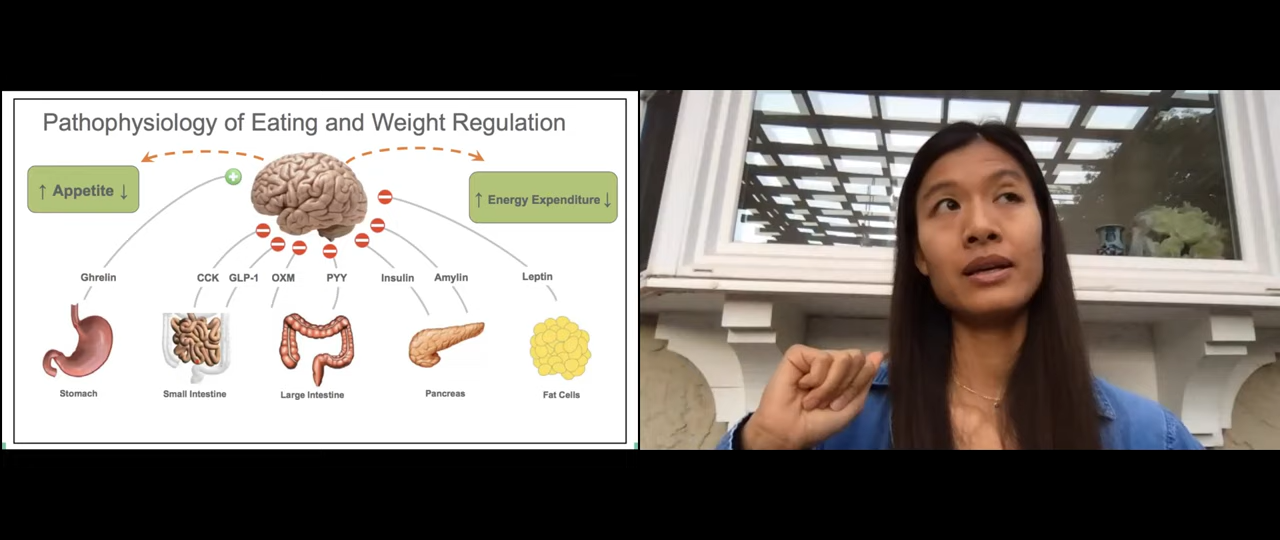 Pathophysiology of Eating and Weight Regulation
↑ Appetite ↓
↑ Energy Expenditure ↓
Ghrelin
CCK
GLP-1
OXM
PYY
Insulin
Amylin
Leptin
Stomach
Small Intestine
Large Intestine
Pancreas
Fat Cells